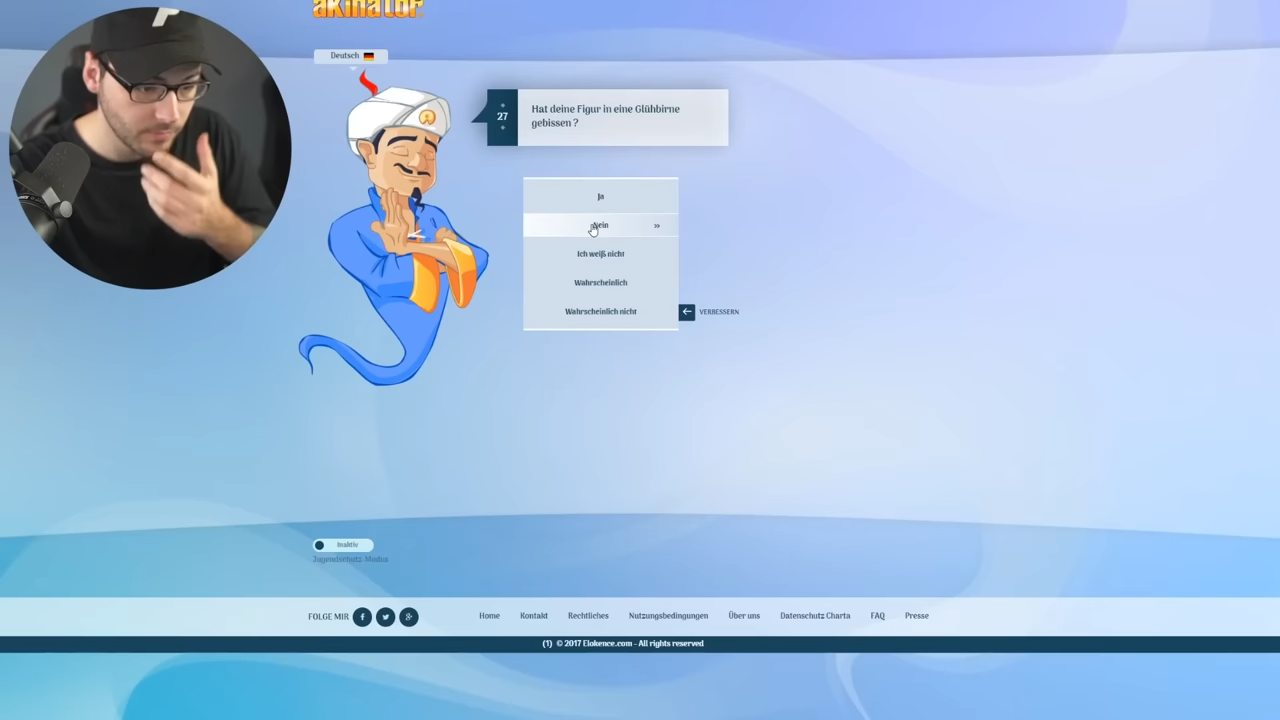 akinator
Deutsch
27
Hat deine Figur in eine Glühbirne
gebissen ?
Ja
Nein
Ich weiß nicht
Wahrscheinlich
Wahrscheinlich nicht
VERBESSERN
Inaktiv
Jugendschutz-Modus
FOLGE MIR
Home Kontakt Rechtliches Nutzungsbedingungen Über uns Datenschutz Charta FAQ Presse
(1) © 2017 Elokence.com - All rights reserved